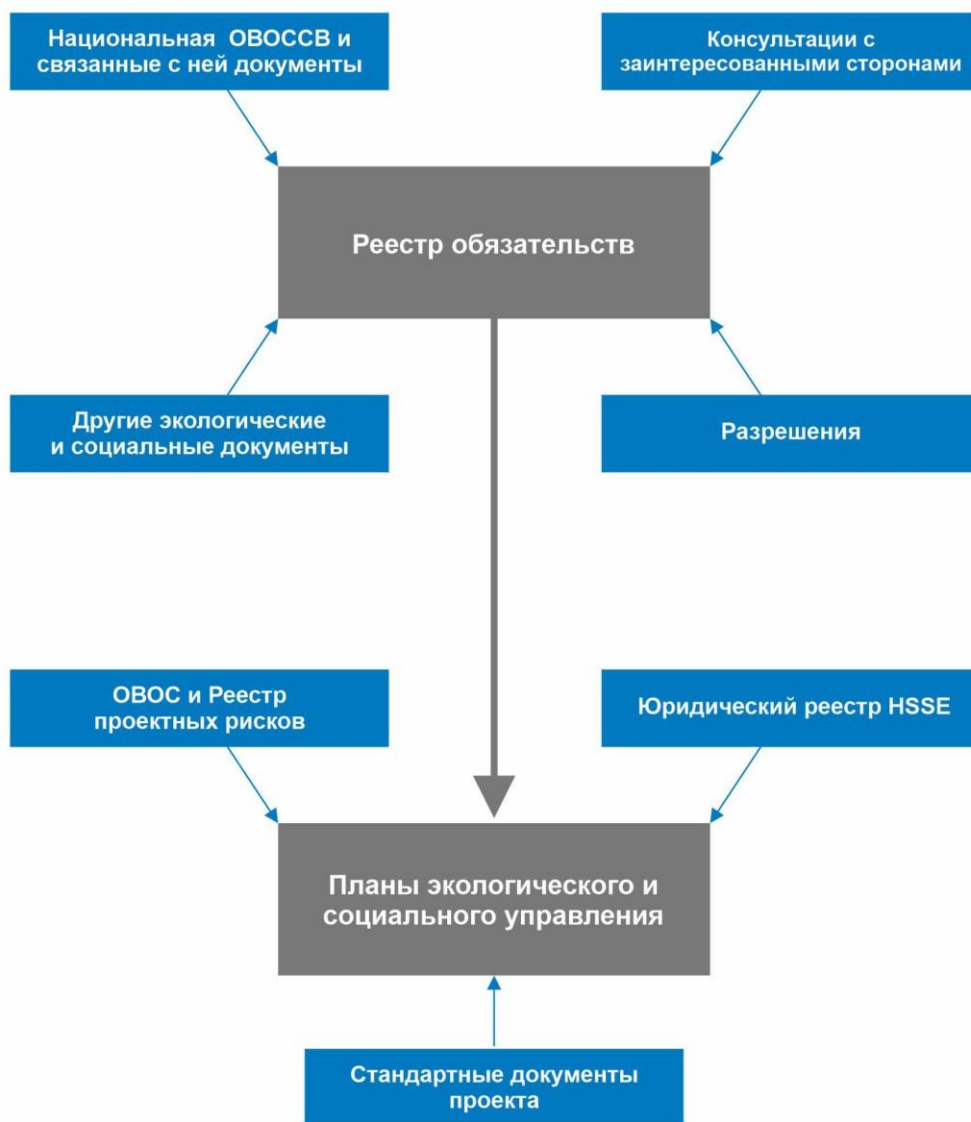 Национальная ОВОССВ и
связанные с ней документы
Консультации с
заинтересованными сторонами
Реестр обязательств
Другие экологические
и социальные документы
Разрешения
ОВОС и Реестр
проектных рисков
Юридический реестр HSSE
Планы экологического и
социального управления
Стандартные документы
проекта